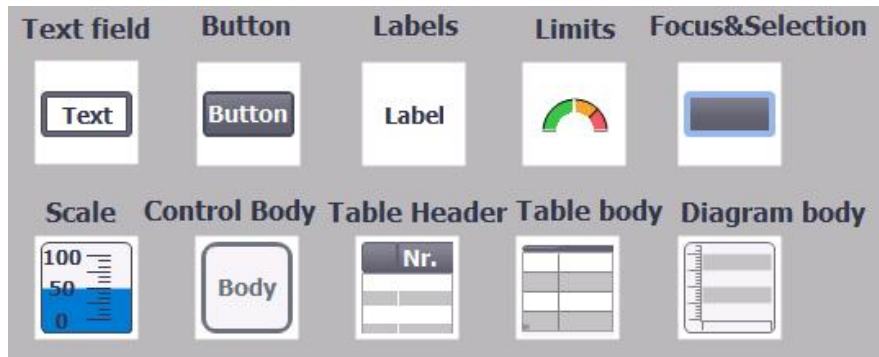 Text field Button Labels Limits Focus&Selection
Text Button Label
Scale Control Body Table Header Table body Diagram body
100 Nr.
50 Body
0